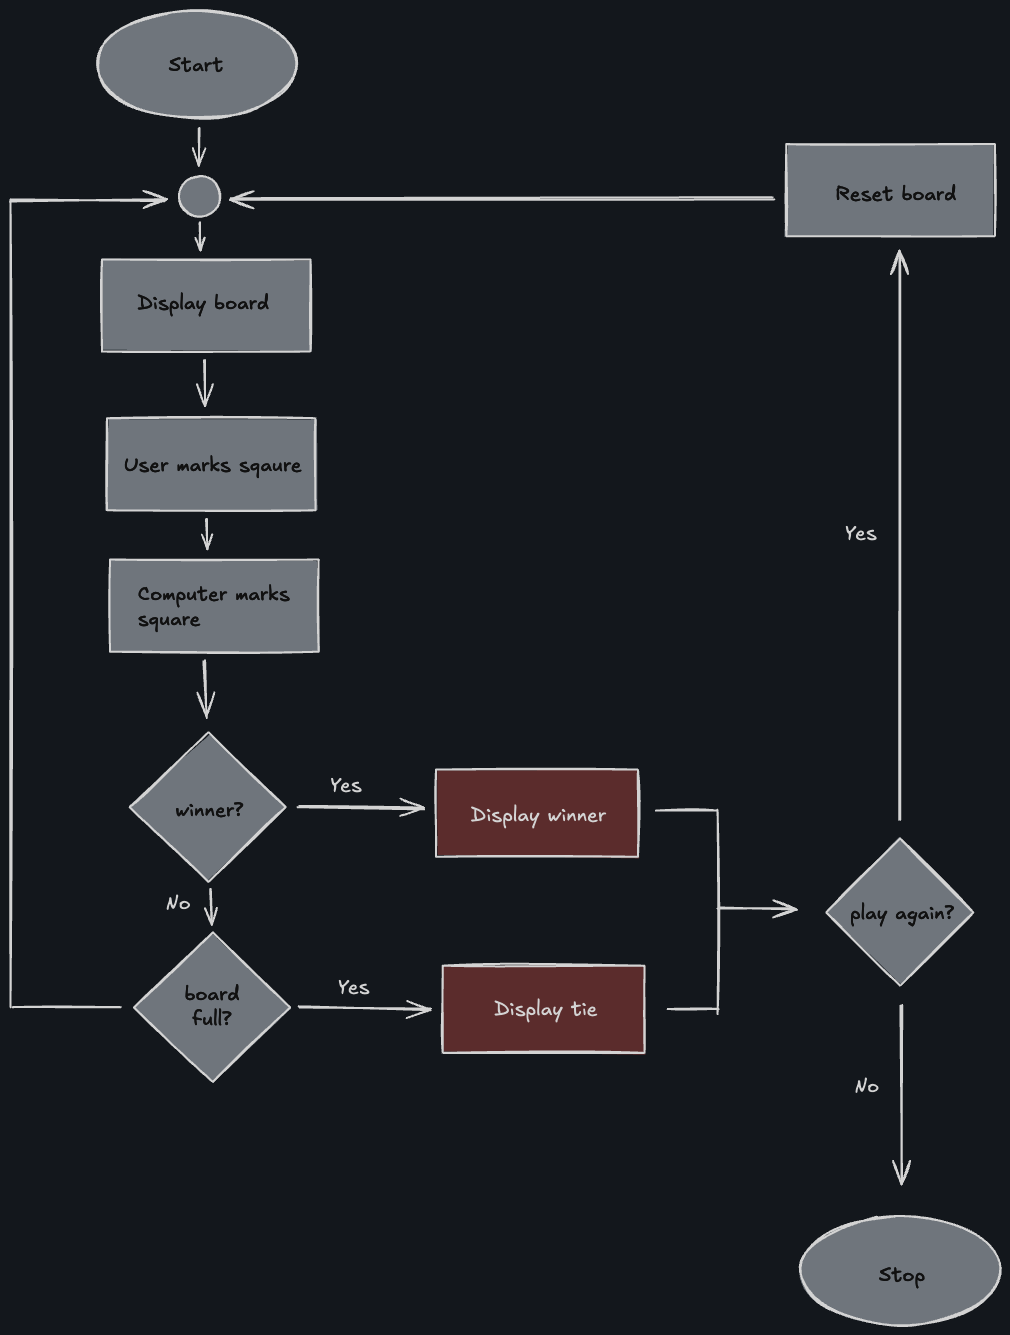 Start
Reset board
Display board
User marks sqaure
Yes
Computer marks
square
winner?
Yes
Display winner
No
play again?
board
full?
Yes
Display tie
No
Stop